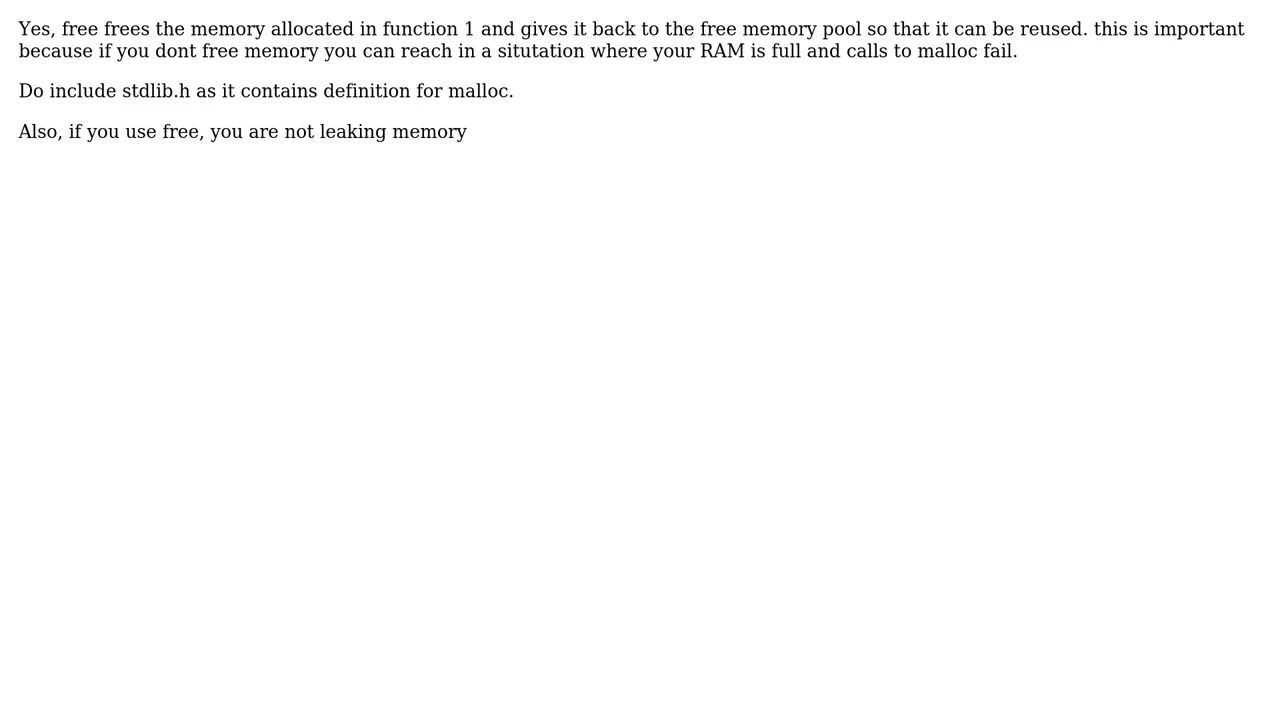 Yes, free frees the memory allocated in function 1 and gives it back to the free memory pool so that it can be reused. this is important
because if you dont free memory you can reach in a situtation where your RAM is full and calls to malloc fail.
Do include stdlib.h as it contains definition for malloc.
Also, if you use free, you are not leaking memory